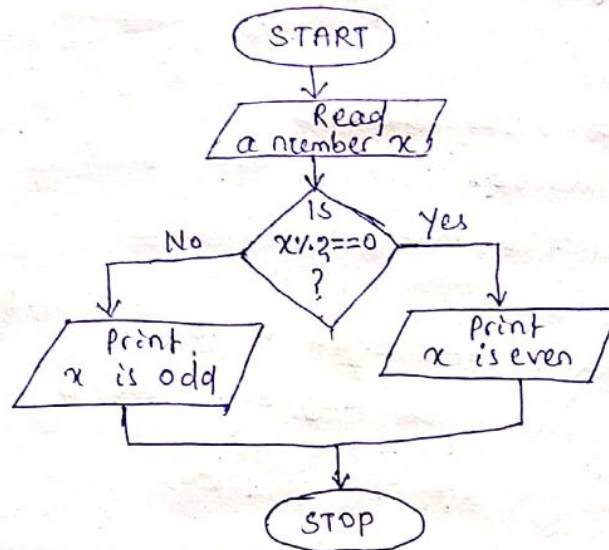 START
Read
a number x
Is
x%2==0
?
No
Yes
print
x is odd
print
x is even
STOP